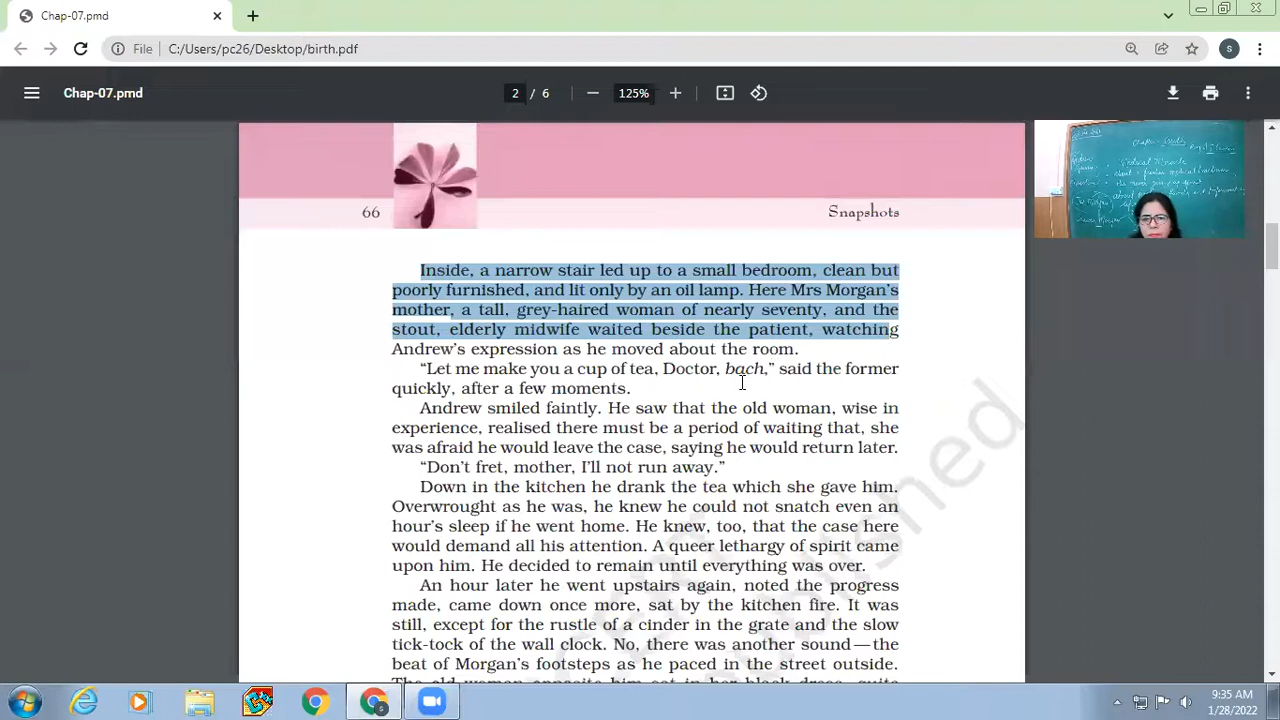 Chap-07.pmd
File C:/Users/pc26/Desktop/birth.pdf
S
Chap-07.pmd
2 / 6
125%
66
Snapshots
Inside, a narrow stair led up to a small bedroom, clean but
poorly furnished, and lit only by an oil lamp. Here Mrs Morgan's
mother, a tall, grey-haired woman of nearly seventy, and the
stout, elderly midwife waited beside the patient, watching
Andrew's expression as he moved about the room.
“Let me make you a cup of tea, Doctor, bach,” said the former
quickly, after a few moments.
Andrew smiled faintly. He saw that the old woman, wise in
experience, realised there must be a period of waiting that, she
was afraid he would leave the case, saying he would return later.
“Don't fret, mother, I'll not run away.”
Down in the kitchen he drank the tea which she gave him.
Overwrought as he was, he knew he could not snatch even an
hour's sleep if he went home. He knew, too, that the case here
would demand all his attention. A queer lethargy of spirit came
upon him. He decided to remain until everything was over.
An hour later he went upstairs again, noted the progress
made, came down once more, sat by the kitchen fire. It was
still, except for the rustle of a cinder in the grate and the slow
tick-tock of the wall clock. No, there was another sound—the
beat of Morgan's footsteps as he paced in the street outside.
The old woman opposite him sat in her black dress, quite
9:35 AM
1/28/2022